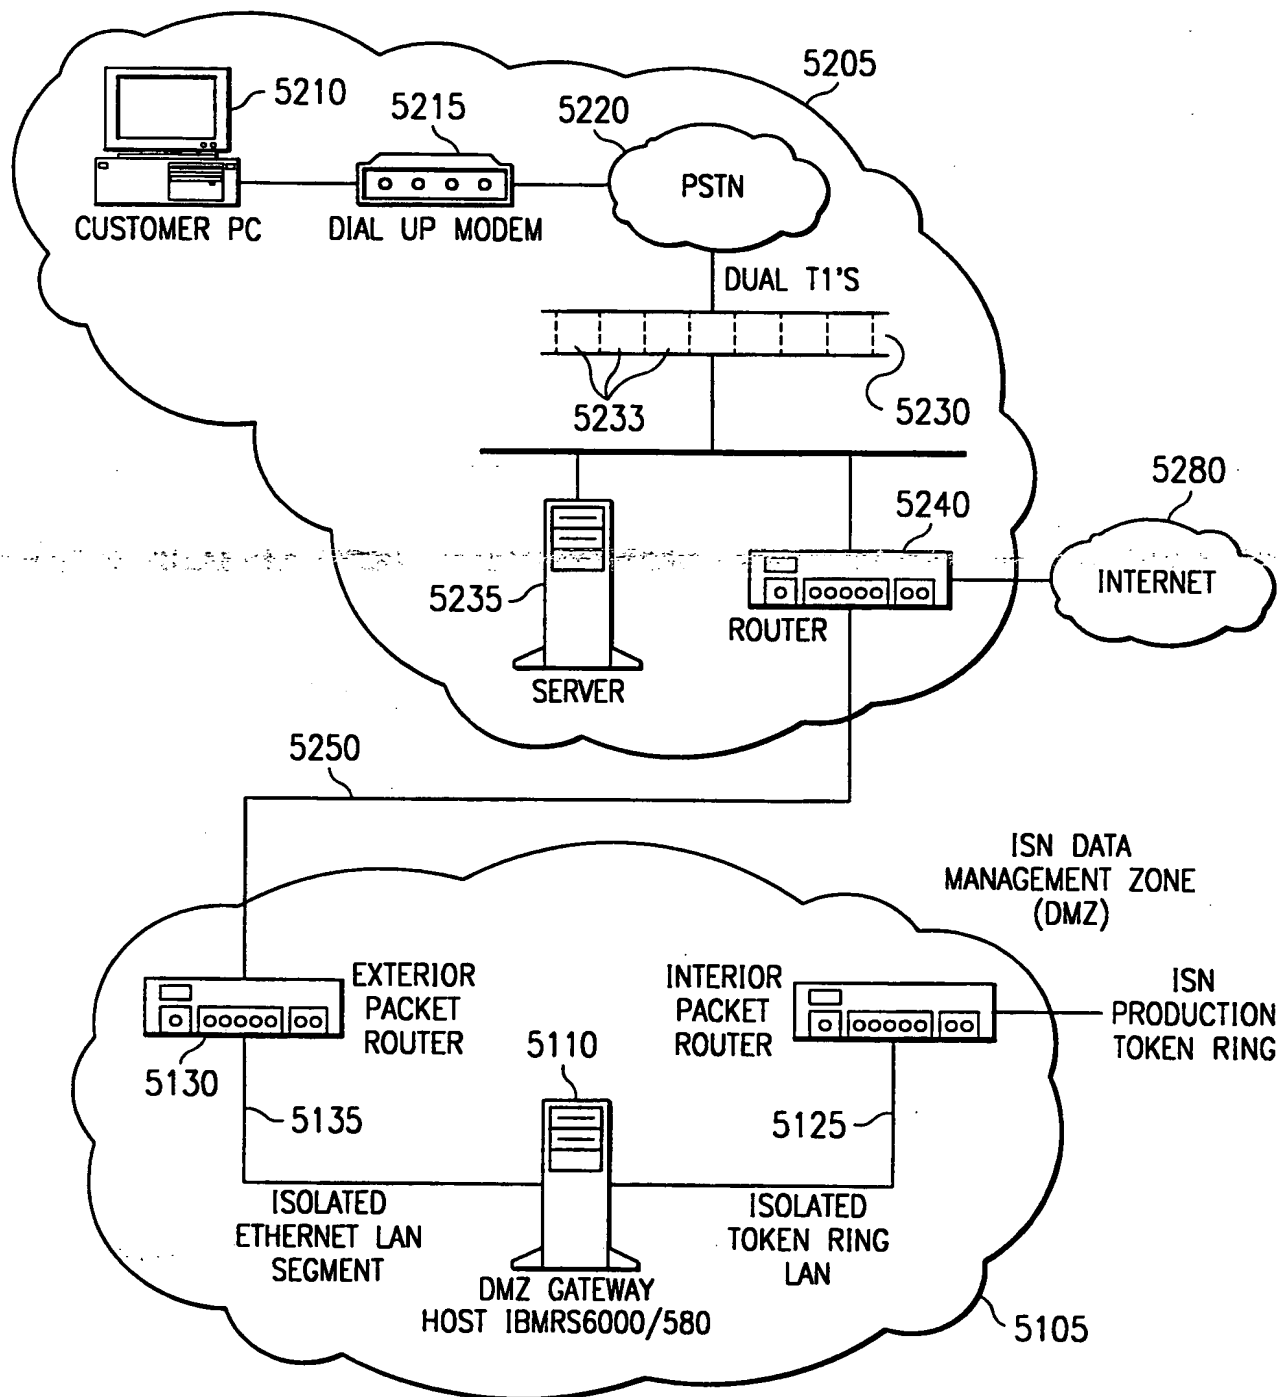 5205
5210
5215
5220
PSTN
CUSTOMER PC
DIAL UP MODEM
DUAL T1'S
5233
5230
5280
5240
INTERNET
5235
ROUTER
SERVER
5250
ISN DATA
MANAGEMENT ZONE
(DMZ)
EXTERIOR
PACKET
ROUTER
INTERIOR
PACKET
ROUTER
ISN
PRODUCTION
TOKEN RING
5130
5110
5135
5125
ISOLATED
ETHERNET LAN
SEGMENT
ISOLATED
TOKEN RING
LAN
DMZ GATEWAY
HOST IBMRS6000/580
5105